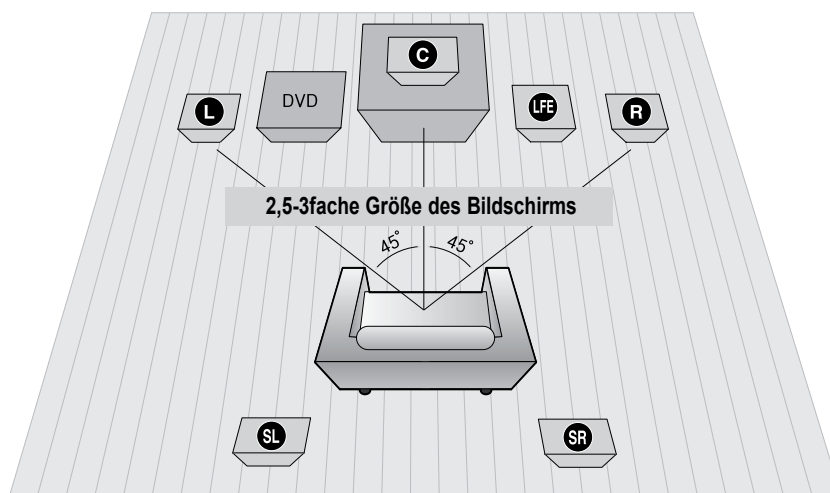 C
L
DVD
LFE
R
2,5-3fache Größe des Bildschirms
45°
45°
SL
SR